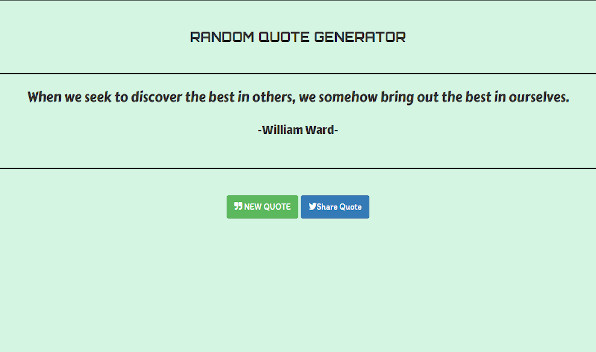 RANDOM QUOTE GENERATOR
When we seek to discover the best in others, we somehow bring out the best in ourselves.
-William Ward-
NEW QUOTE
Share Quote